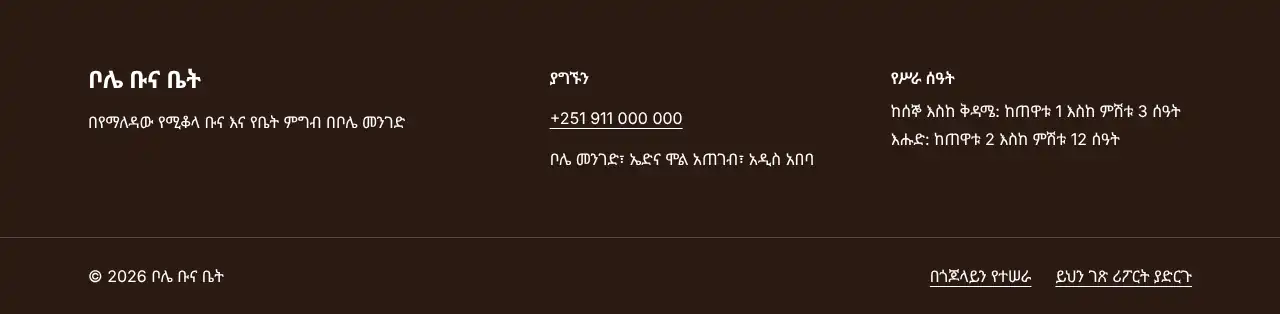 ቦሌ ቡና ቤት
በየማለዳው የሚቆላ ቡና እና የቤት ምግብ በቦሌ መንገድ
ያግኙን
+251 911 000 000
ቦሌ መንገድ፣ ኤድና ሞል አጠገብ፣ አዲስ አበባ
የሥራ ሰዓት
ከሰኞ እስከ ቅዳሜ: ከጠዋቱ 1 እስከ ምሽቱ 3 ሰዓት
እሑድ: ከጠዋቱ 2 እስከ ምሽቱ 12 ሰዓት
© 2026 ቦሌ ቡና ቤት
በጎጆላይን የተሠራ
ይህን ገጽ ሪፖርት ያድርጉ